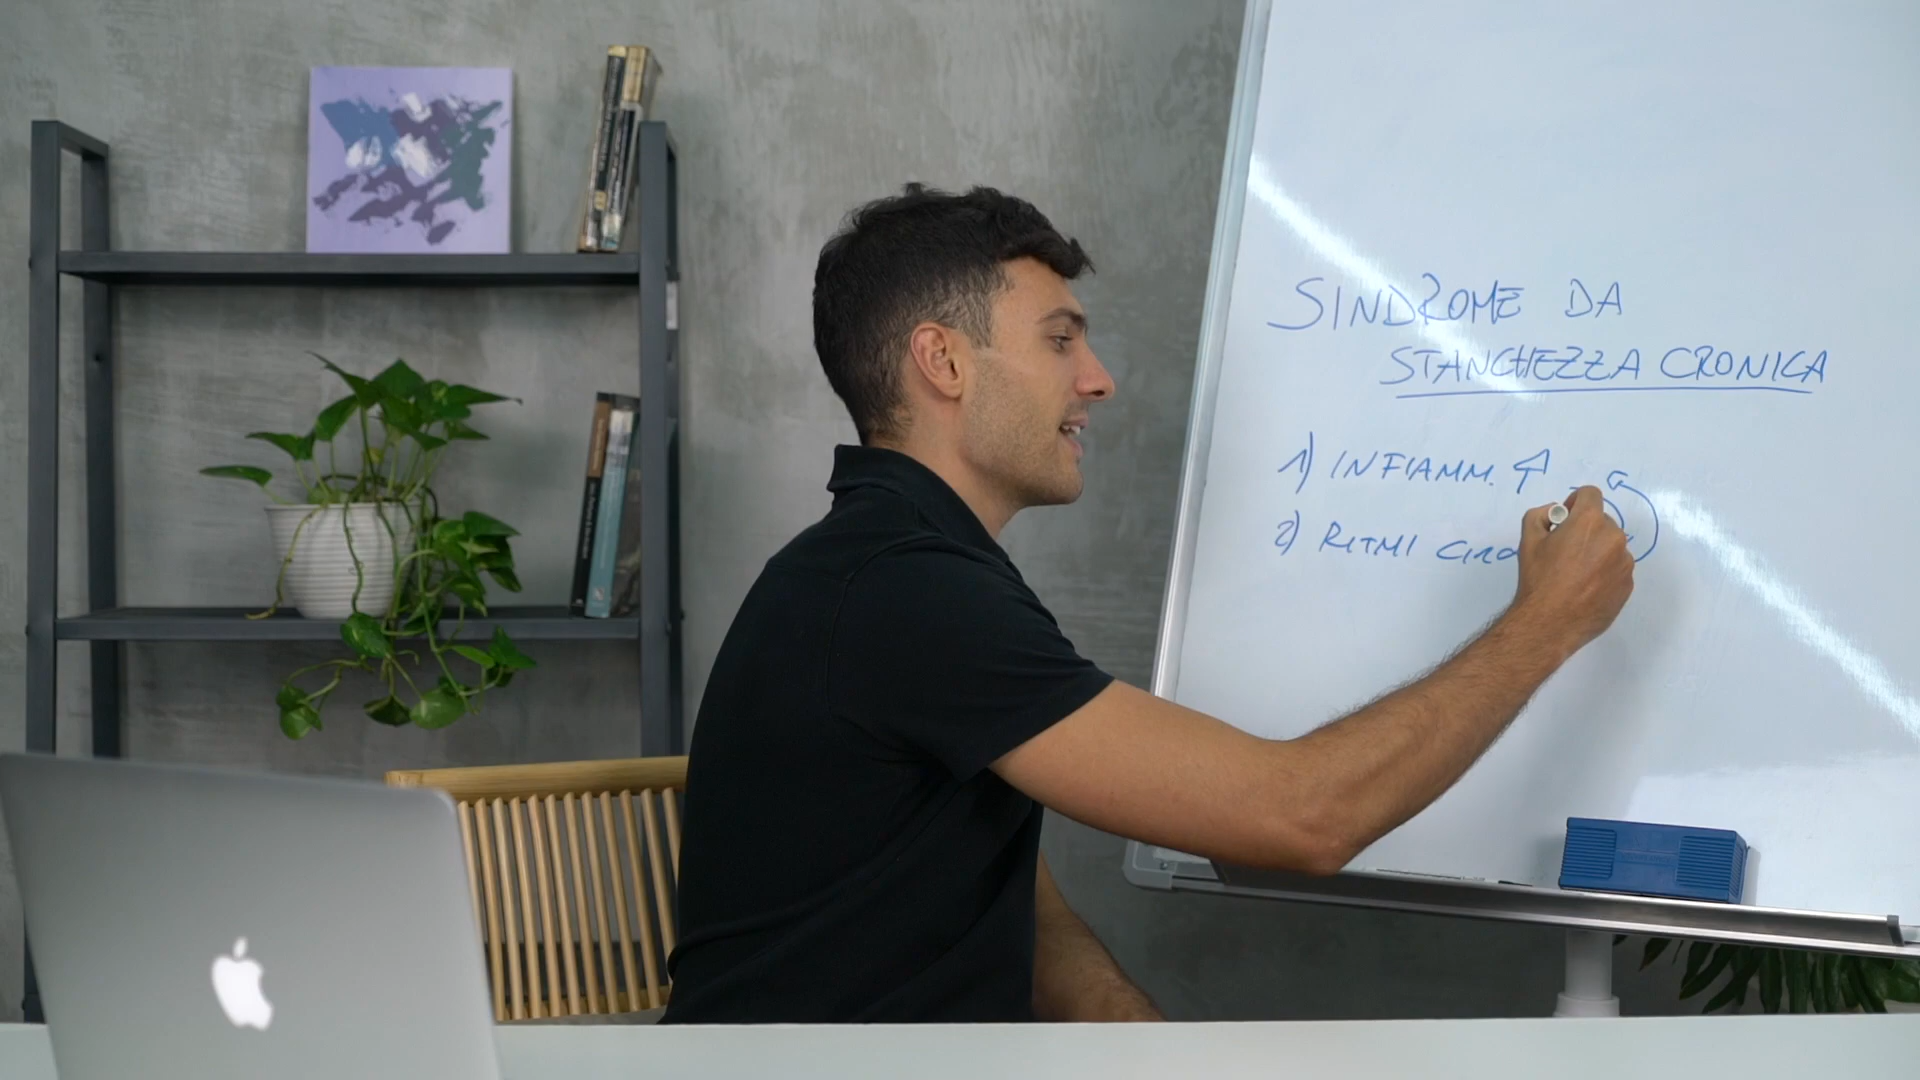 SINDROME DA
STANCHEZZA CRONICA
1) INFIAMM. ↑
2) RITMI